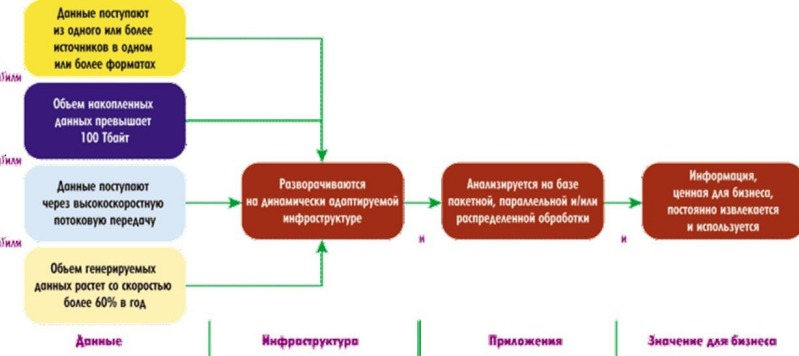 Данные поступают
из одного или более
источников в одном
или более форматах
и/или
Объем накопленных
данных превышает
100 Тбайт
и/или
Данные поступают
через высокоскоростную
потоковую передачу
и/или
Объем генерируемых
данных растет со скоростью
более 60% в год
Разворачиваются
на динамически адаптируемой
инфраструктуре
и
Анализируется на базе
пакетной, параллельной и/или
распределенной обработки
и
Информация,
ценная для бизнеса,
постоянно извлекается
и используется
Данные
Инфраструктура
Приложения
Значение для бизнеса